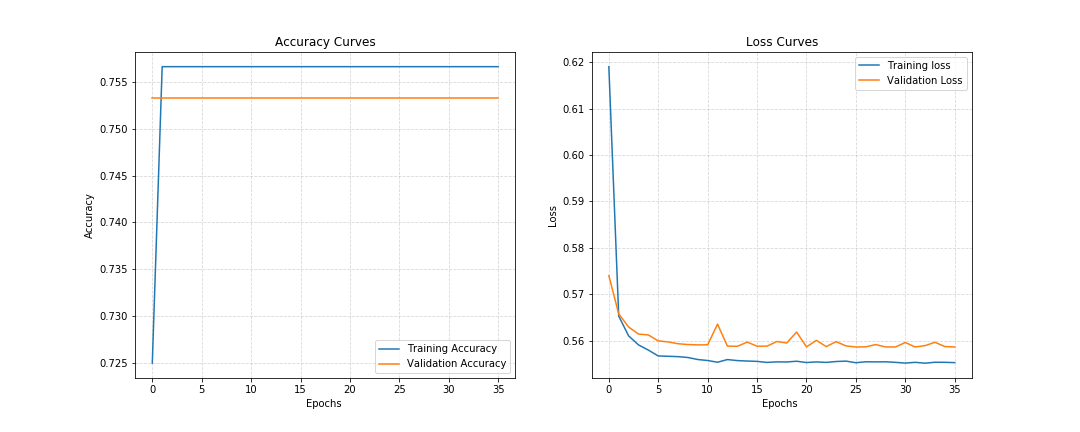 Accuracy Curves
0.755
0.750
0.745
0.740
0.735
0.730
0.725
Accuracy
0 5 10 15 20 25 30 35
Epochs
Training Accuracy
Validation Accuracy
Loss Curves
0.62
0.61
0.60
0.59
0.58
0.57
0.56
Loss
0 5 10 15 20 25 30 35
Epochs
Training loss
Validation Loss